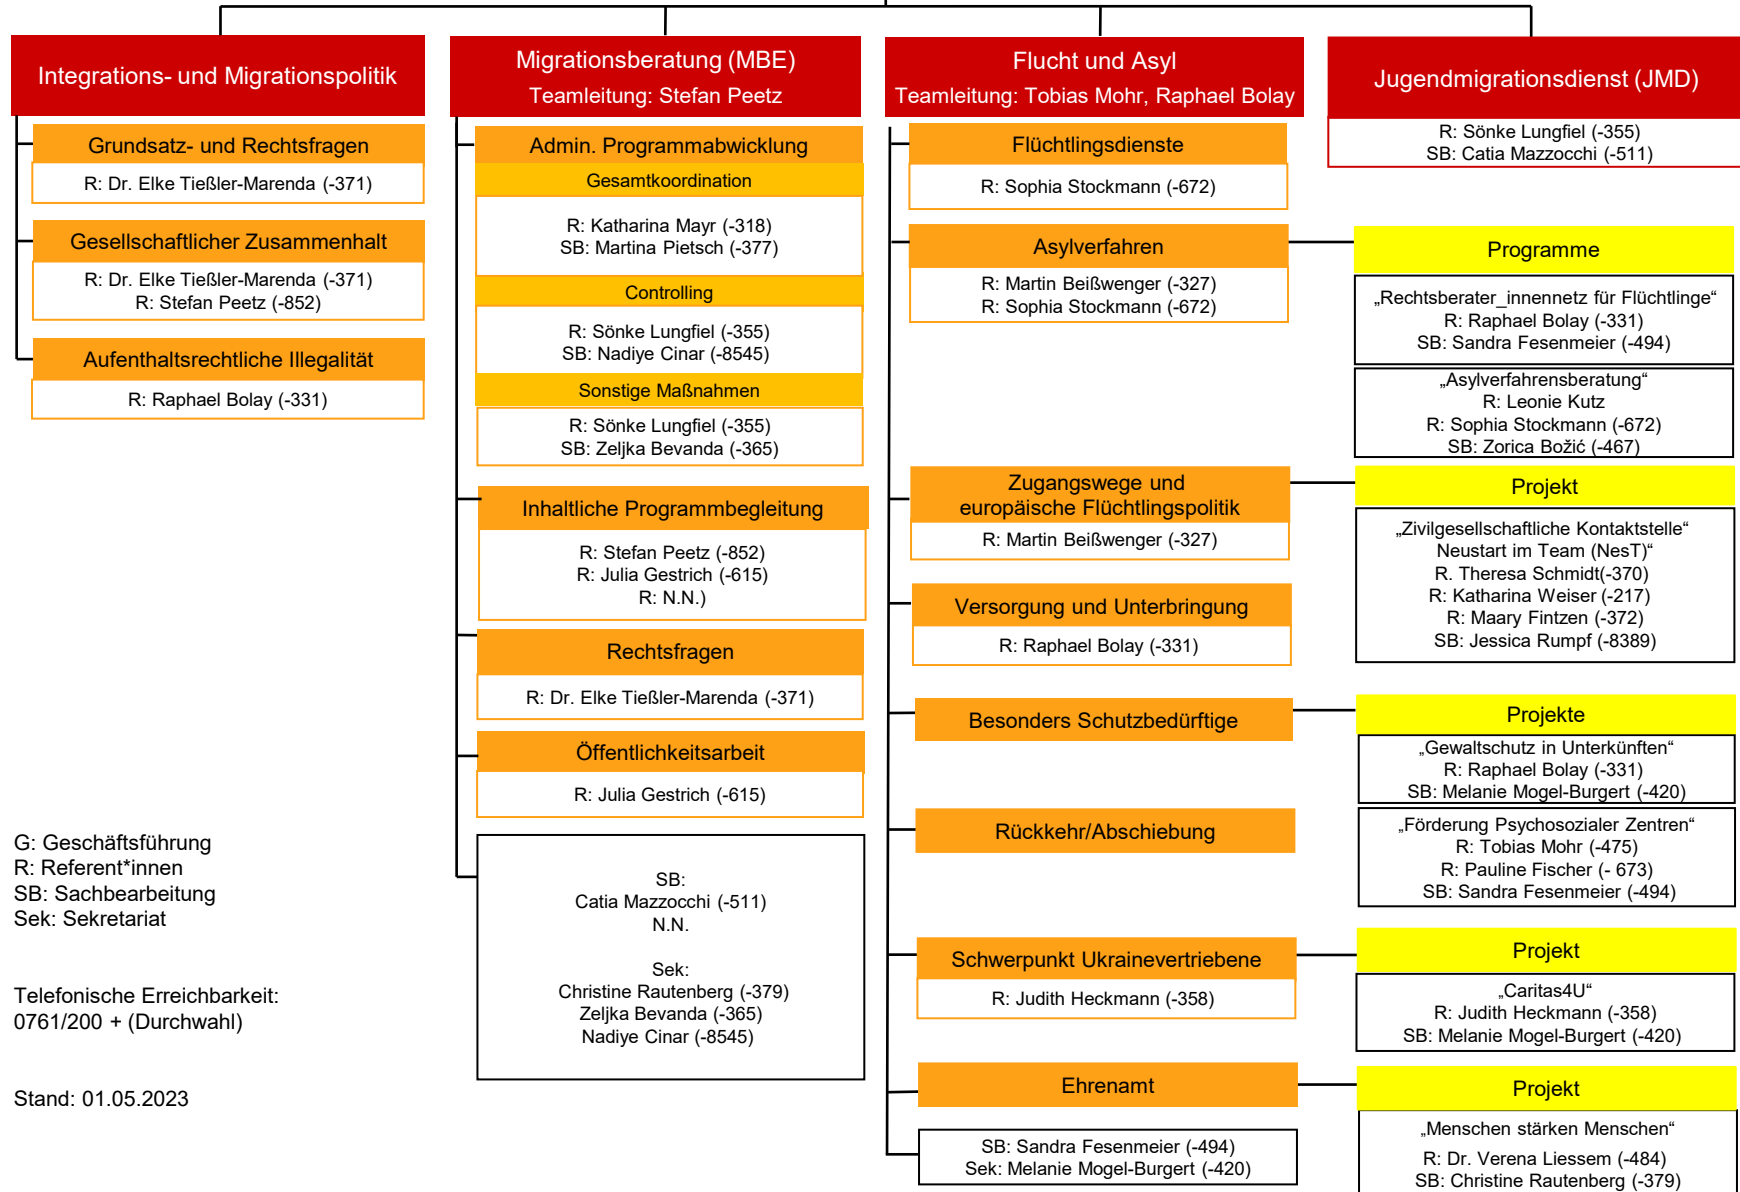 Integrations- und Migrationspolitik
Grundsatz- und Rechtsfragen
R: Dr. Elke Tießler-Marenda (-371)
Gesellschaftlicher Zusammenhalt
R: Dr. Elke Tießler-Marenda (-371)
R: Stefan Peetz (-852)
Aufenthaltsrechtliche Illegalität
R: Raphael Bolay (-331)
G: Geschäftsführung
R: Referent*innen
SB: Sachbearbeitung
Sek: Sekretariat
Telefonische Erreichbarkeit:
0761/200 + (Durchwahl)
Stand: 01.05.2023
Migrationsberatung (MBE)
Teamleitung: Stefan Peetz
Admin. Programmabwicklung
Gesamtkoordination
R: Katharina Mayr (-318)
SB: Martina Pietsch (-377)
Controlling
R: Sönke Lungfiel (-355)
SB: Nadiye Cinar (-8545)
Sonstige Maßnahmen
R: Sönke Lungfiel (-355)
SB: Zeljka Bevanda (-365)
Inhaltliche Programmbegleitung
R: Stefan Peetz (-852)
R: Julia Gestrich (-615)
R: N.N.)
Rechtsfragen
R: Dr. Elke Tießler-Marenda (-371)
Öffentlichkeitsarbeit
R: Julia Gestrich (-615)
SB:
Catia Mazzocchi (-511)
N.N.
Sek:
Christine Rautenberg (-379)
Zeljka Bevanda (-365)
Nadiye Cinar (-8545)
Flucht und Asyl
Teamleitung: Tobias Mohr, Raphael Bolay
Flüchtlingsdienste
R: Sophia Stockmann (-672)
Asylverfahren
R: Martin Beißwenger (-327)
R: Sophia Stockmann (-672)
Zugangswege und
europäische Flüchtlingspolitik
R: Martin Beißwenger (-327)
Versorgung und Unterbringung
R: Raphael Bolay (-331)
Besonders Schutzbedürftige
Rückkehr/Abschiebung
Schwerpunkt Ukrainevertriebene
R: Judith Heckmann (-358)
Ehrenamt
SB: Sandra Fesenmeier (-494)
Sek: Melanie Mogel-Burgert (-420)
Jugendmigrationsdienst (JMD)
R: Sönke Lungfiel (-355)
SB: Catia Mazzocchi (-511)
Programme
„Rechtsberater_innennetz für Flüchtlinge“
R: Raphael Bolay (-331)
SB: Sandra Fesenmeier (-494)
„Asylverfahrensberatung“
R: Leonie Kutz
R: Sophia Stockmann (-672)
SB: Zorica Božić (-467)
Projekt
„Zivilgesellschaftliche Kontaktstelle“
Neustart im Team (NesT)“
R. Theresa Schmidt(-370)
R: Katharina Weiser (-217)
R: Maary Fintzen (-372)
SB: Jessica Rumpf (-8389)
Projekte
„Gewaltschutz in Unterkünften“
R: Raphael Bolay (-331)
SB: Melanie Mogel-Burgert (-420)
„Förderung Psychosozialer Zentren“
R: Tobias Mohr (-475)
R: Pauline Fischer (- 673)
SB: Sandra Fesenmeier (-494)
Projekt
„Caritas4U“
R: Judith Heckmann (-358)
SB: Melanie Mogel-Burgert (-420)
Projekt
„Menschen stärken Menschen“
R: Dr. Verena Liessem (-484)
SB: Christine Rautenberg (-379)